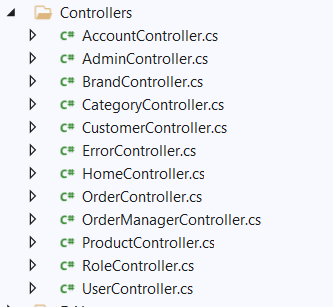 Controllers
C# AccountController.cs
C# AdminController.cs
C# BrandController.cs
C# CategoryController.cs
C# CustomerController.cs
C# ErrorController.cs
C# HomeController.cs
C# OrderController.cs
C# OrderManagerController.cs
C# ProductController.cs
C# RoleController.cs
C# UserController.cs